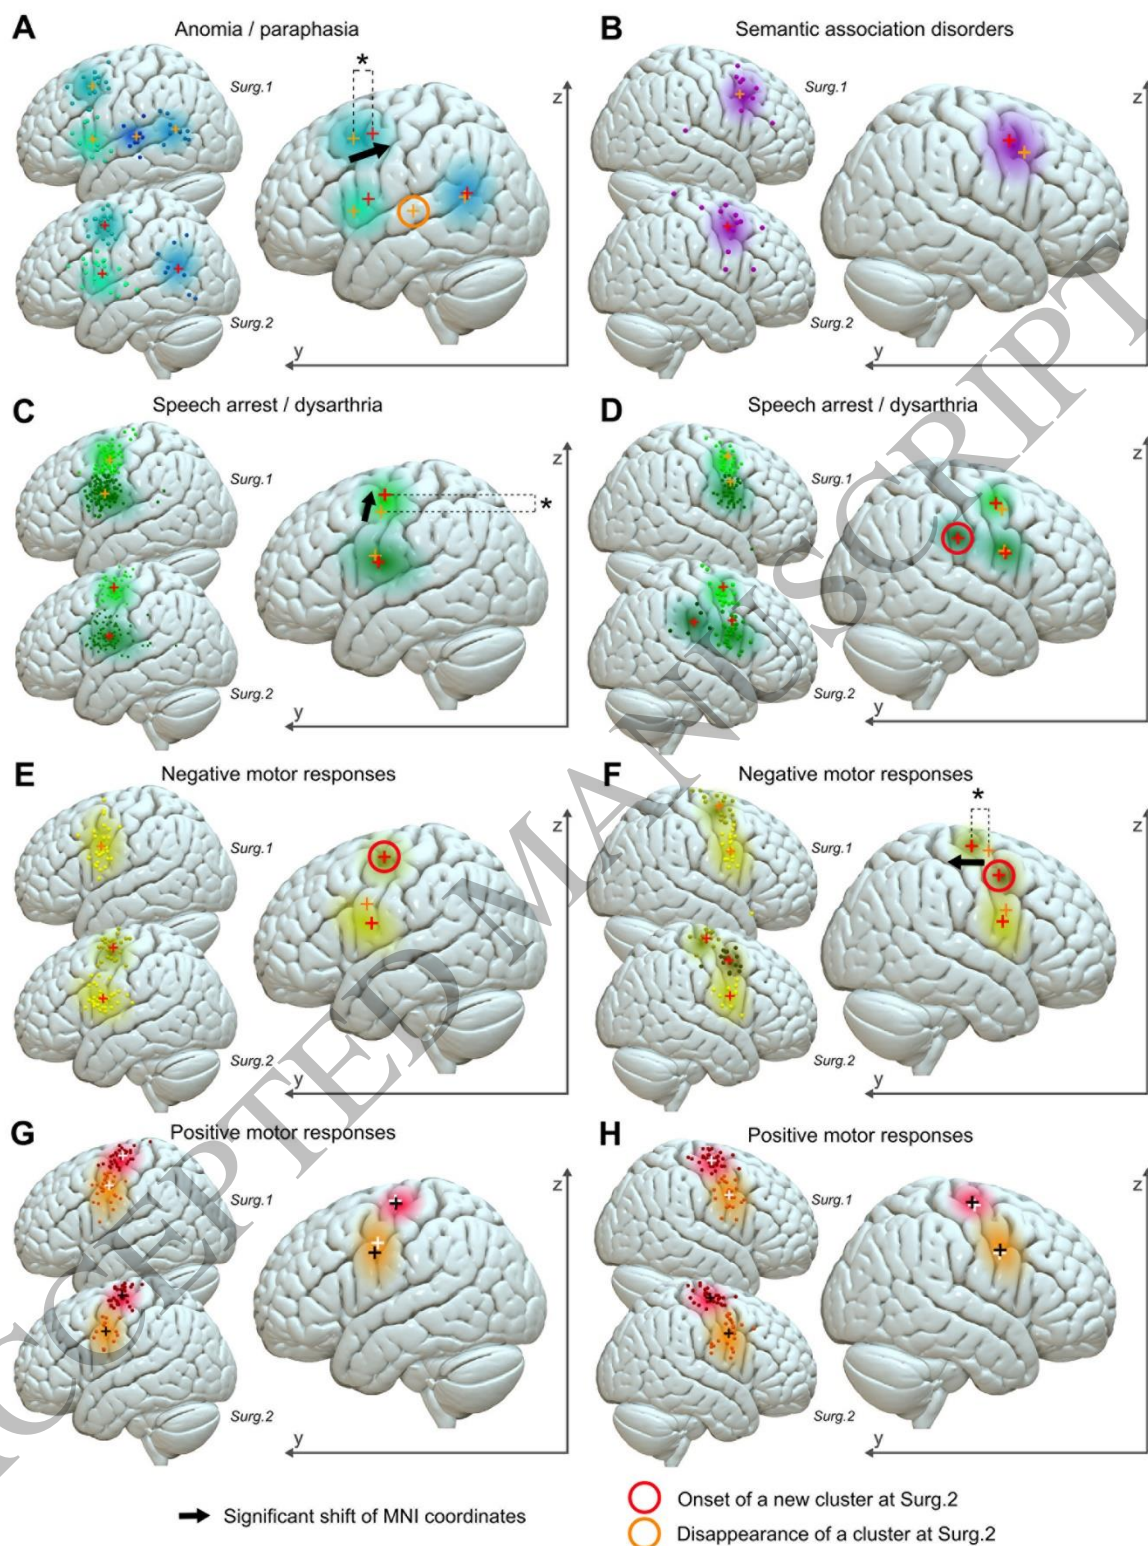 A Anomia / paraphasia
*
Surg.1
z
Surg.2
y
B Semantic association disorders
Surg.1
z
Surg.2
y
C Speech arrest / dysarthria
Surg.1
z
*
Surg.2
y
D Speech arrest / dysarthria
Surg.1
z
Surg.2
y
E Negative motor responses
Surg.1
z
Surg.2
y
F Negative motor responses
*
Surg.1
z
Surg.2
y
G Positive motor responses
Surg.1
z
Surg.2
y
H Positive motor responses
Surg.1
z
Surg.2
y
Significant shift of MNI coordinates
Onset of a new cluster at Surg.2
Disappearance of a cluster at Surg.2
ACCEPTED MANUSCRIPT